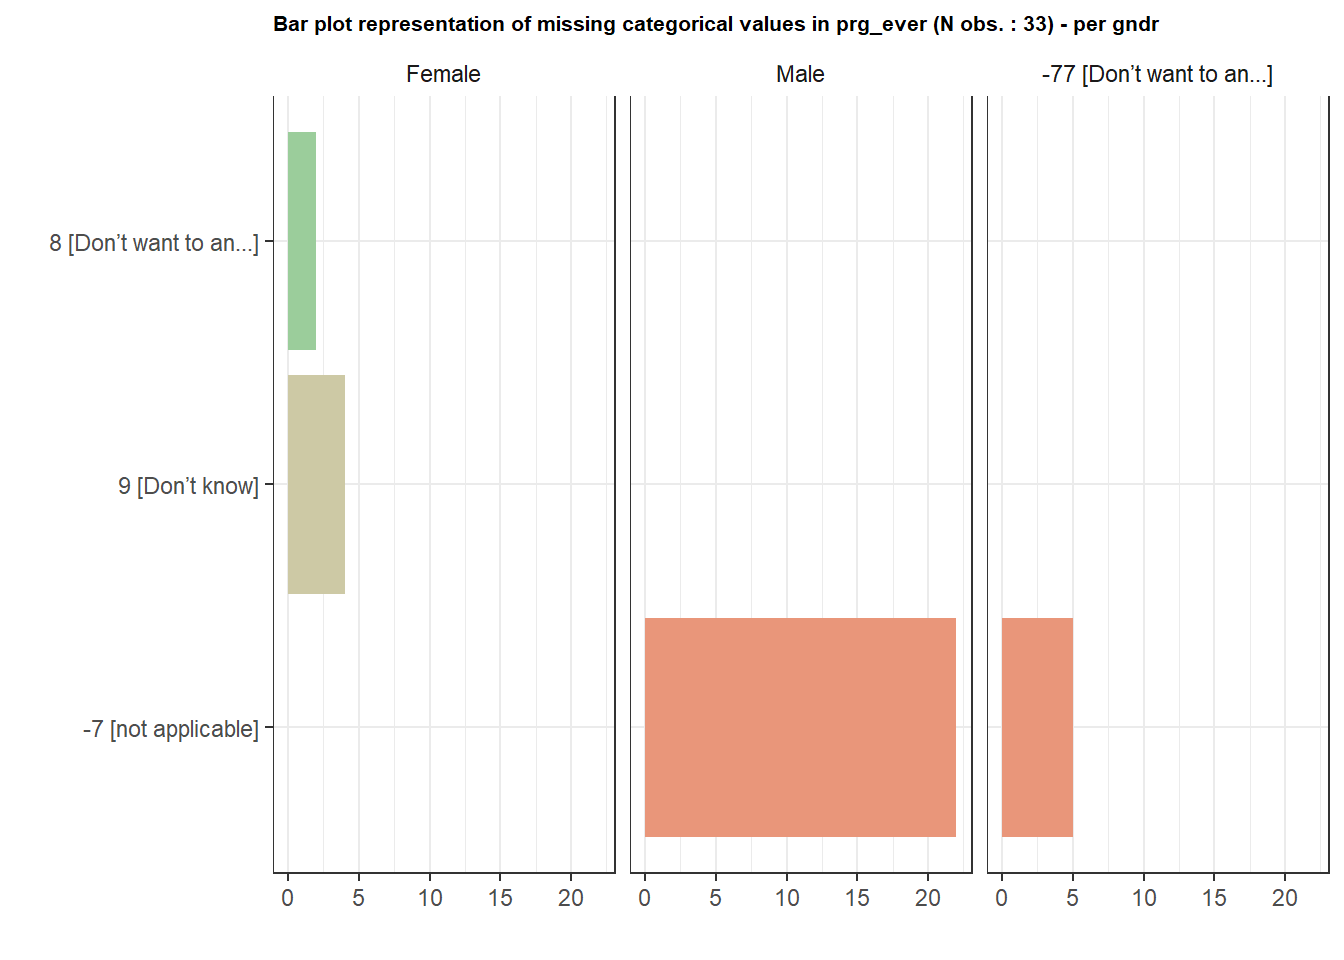 Bar plot representation of missing categorical values in prg_ever (N obs. : 33) - per gndr
Female Male -77 [Don’t want to an...]
8 [Don’t want to an...]
9 [Don’t know]
-7 [not applicable]
0 5 10 15 20 0 5 10 15 20 0 5 10 15 20